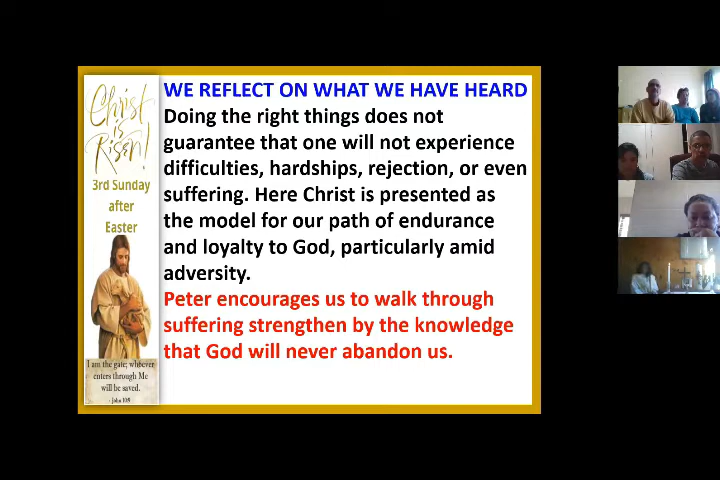 Christ
is
Risen!
3rd Sunday
after
Easter
I am the gate; whoever
enters through Me
will be saved.
- John 10:9
WE REFLECT ON WHAT WE HAVE HEARD
Doing the right things does not
guarantee that one will not experience
difficulties, hardships, rejection, or even
suffering. Here Christ is presented as
the model for our path of endurance
and loyalty to God, particularly amid
adversity.
Peter encourages us to walk through
suffering strengthen by the knowledge
that God will never abandon us.